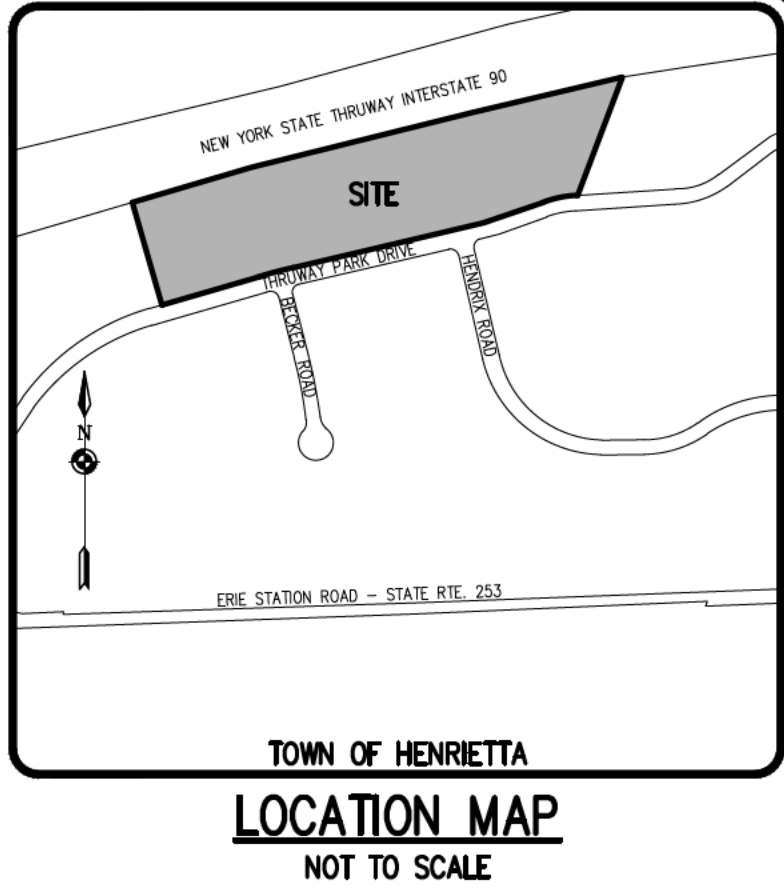 NEW YORK STATE THRUWAY INTERSTATE 90
SITE
THRUWAY PARK DRIVE
BECKER ROAD
HENDRIX ROAD
N
ERIE STATION ROAD – STATE RTE. 253
TOWN OF HENRIETTA
LOCATION MAP
NOT TO SCALE